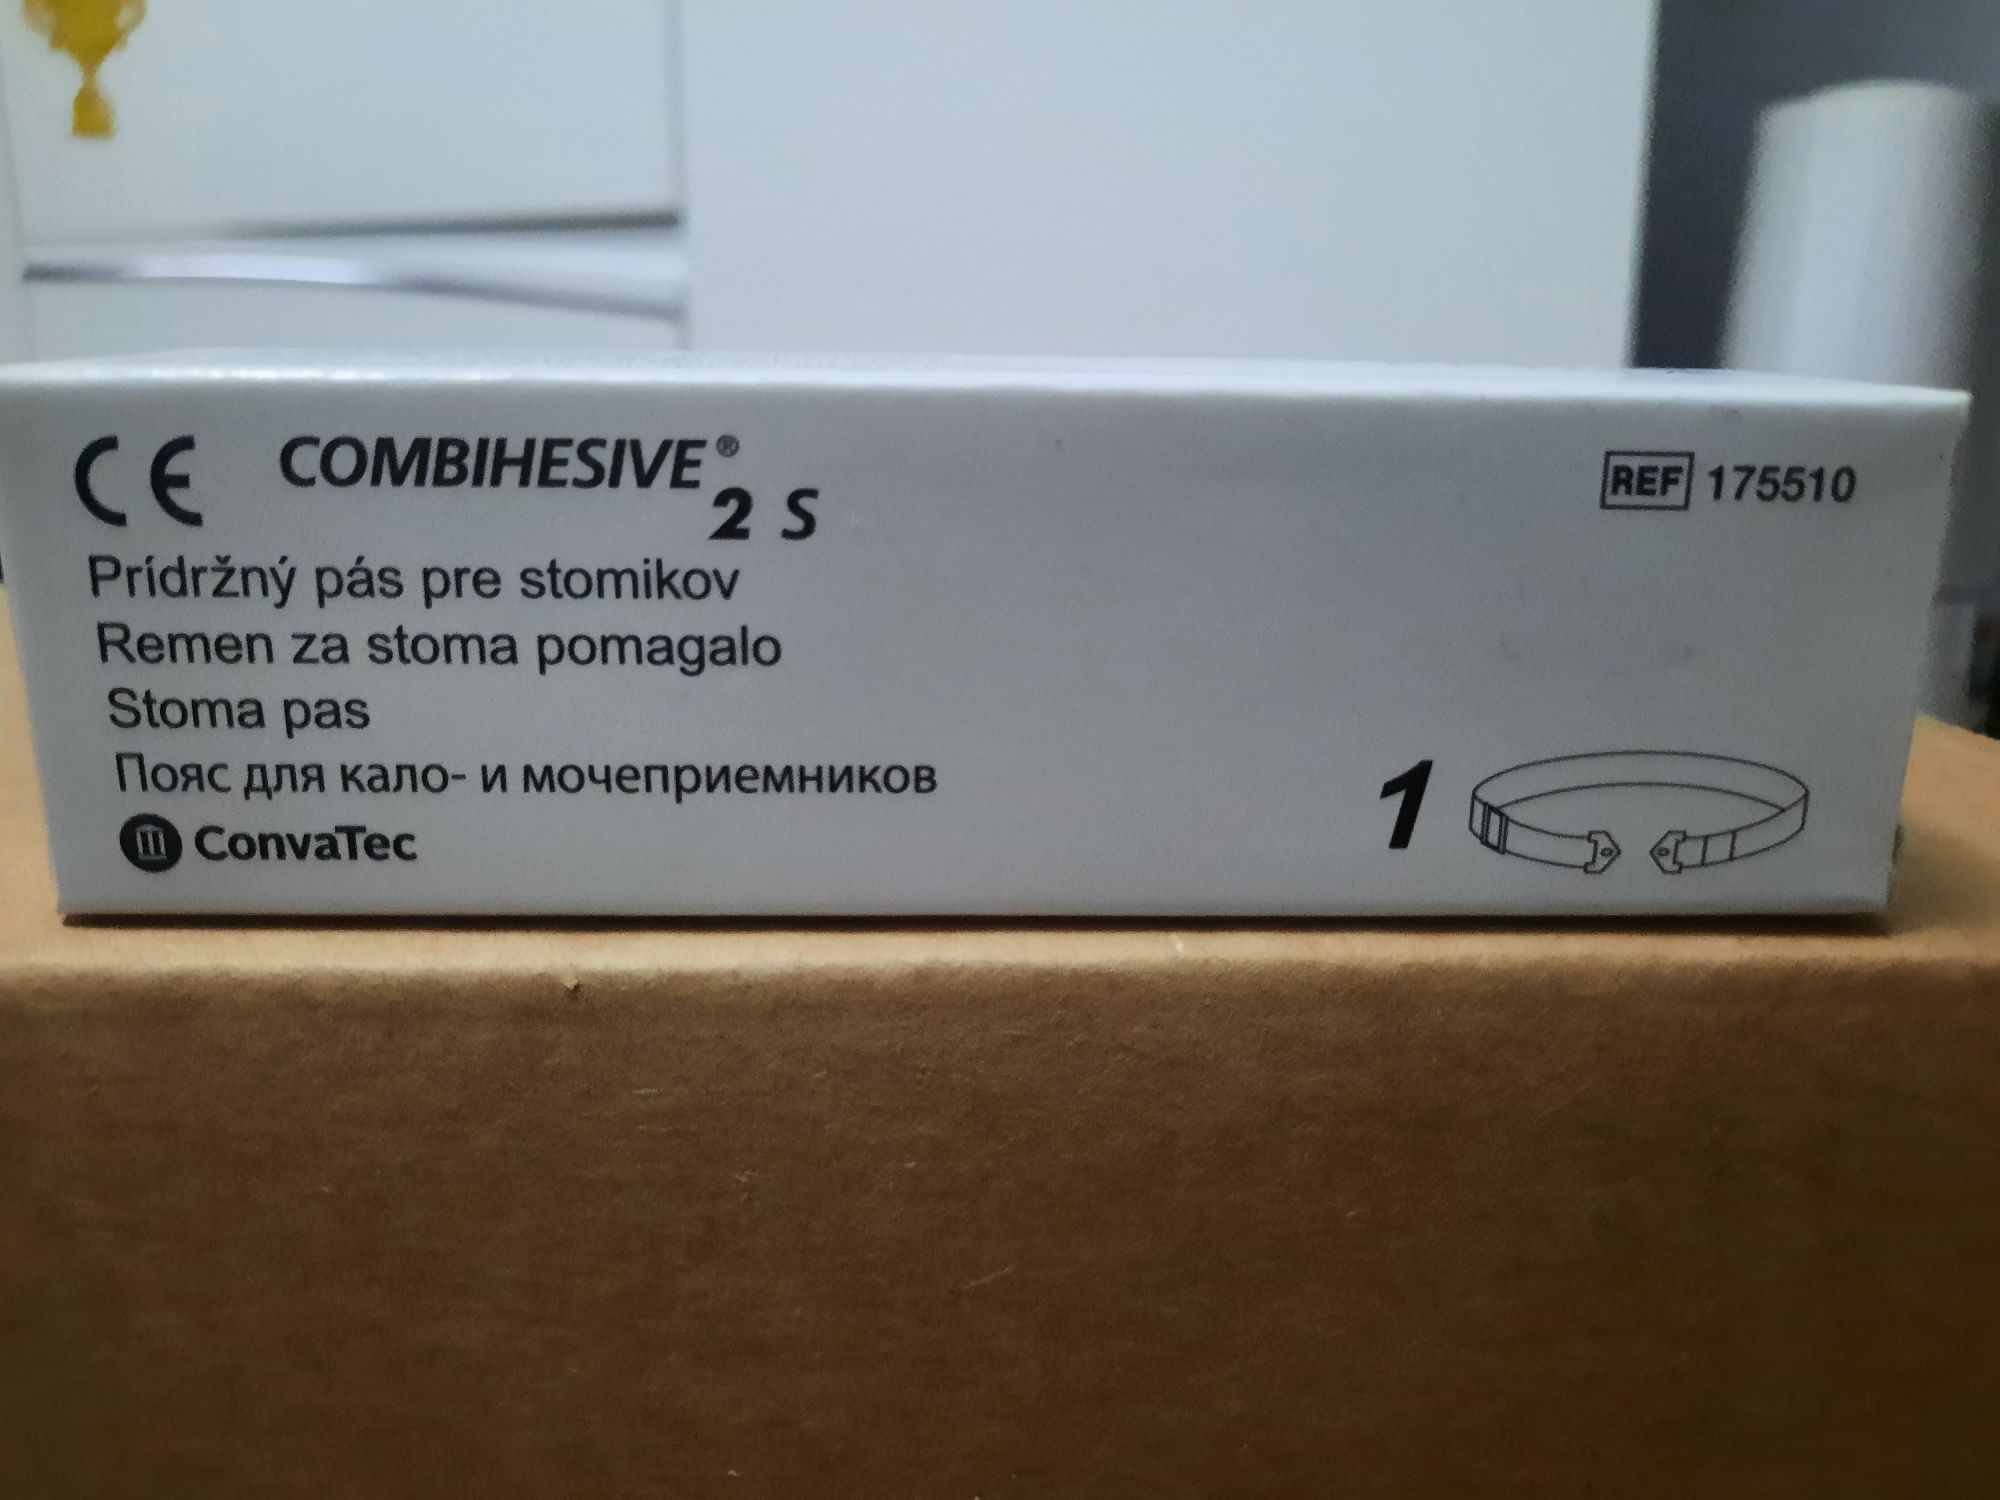 CE COMBIHESIVE® 2 S
REF 175510
Prídržný pás pre stomikov
Remen za stoma pomagalo
Stoma pas
Пояс для кало- и мочеприемников
ConvaTec
1